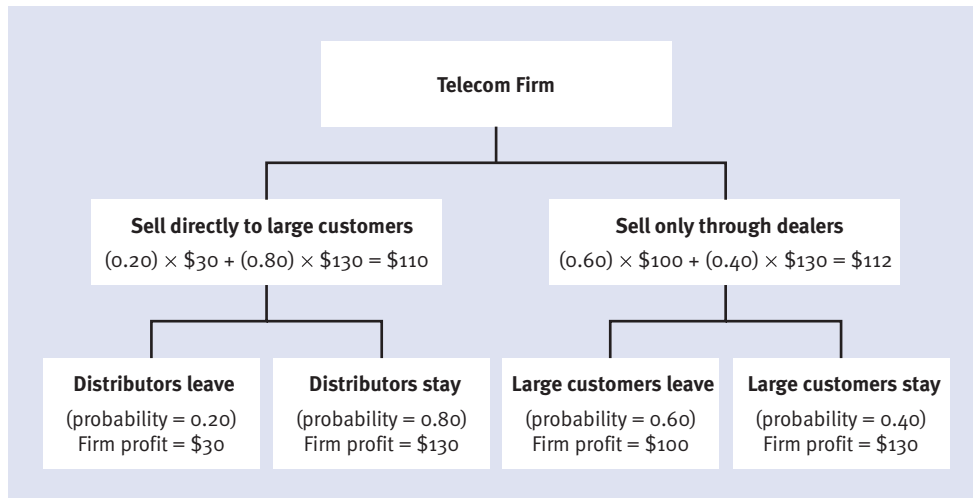 Telecom Firm
Sell directly to large customers
(0.20) × $30 + (0.80) × $130 = $110
Sell only through dealers
(0.60) × $100 + (0.40) × $130 = $112
Distributors leave
(probability = 0.20)
Firm profit = $30
Distributors stay
(probability = 0.80)
Firm profit = $130
Large customers leave
(probability = 0.60)
Firm profit = $100
Large customers stay
(probability = 0.40)
Firm profit = $130